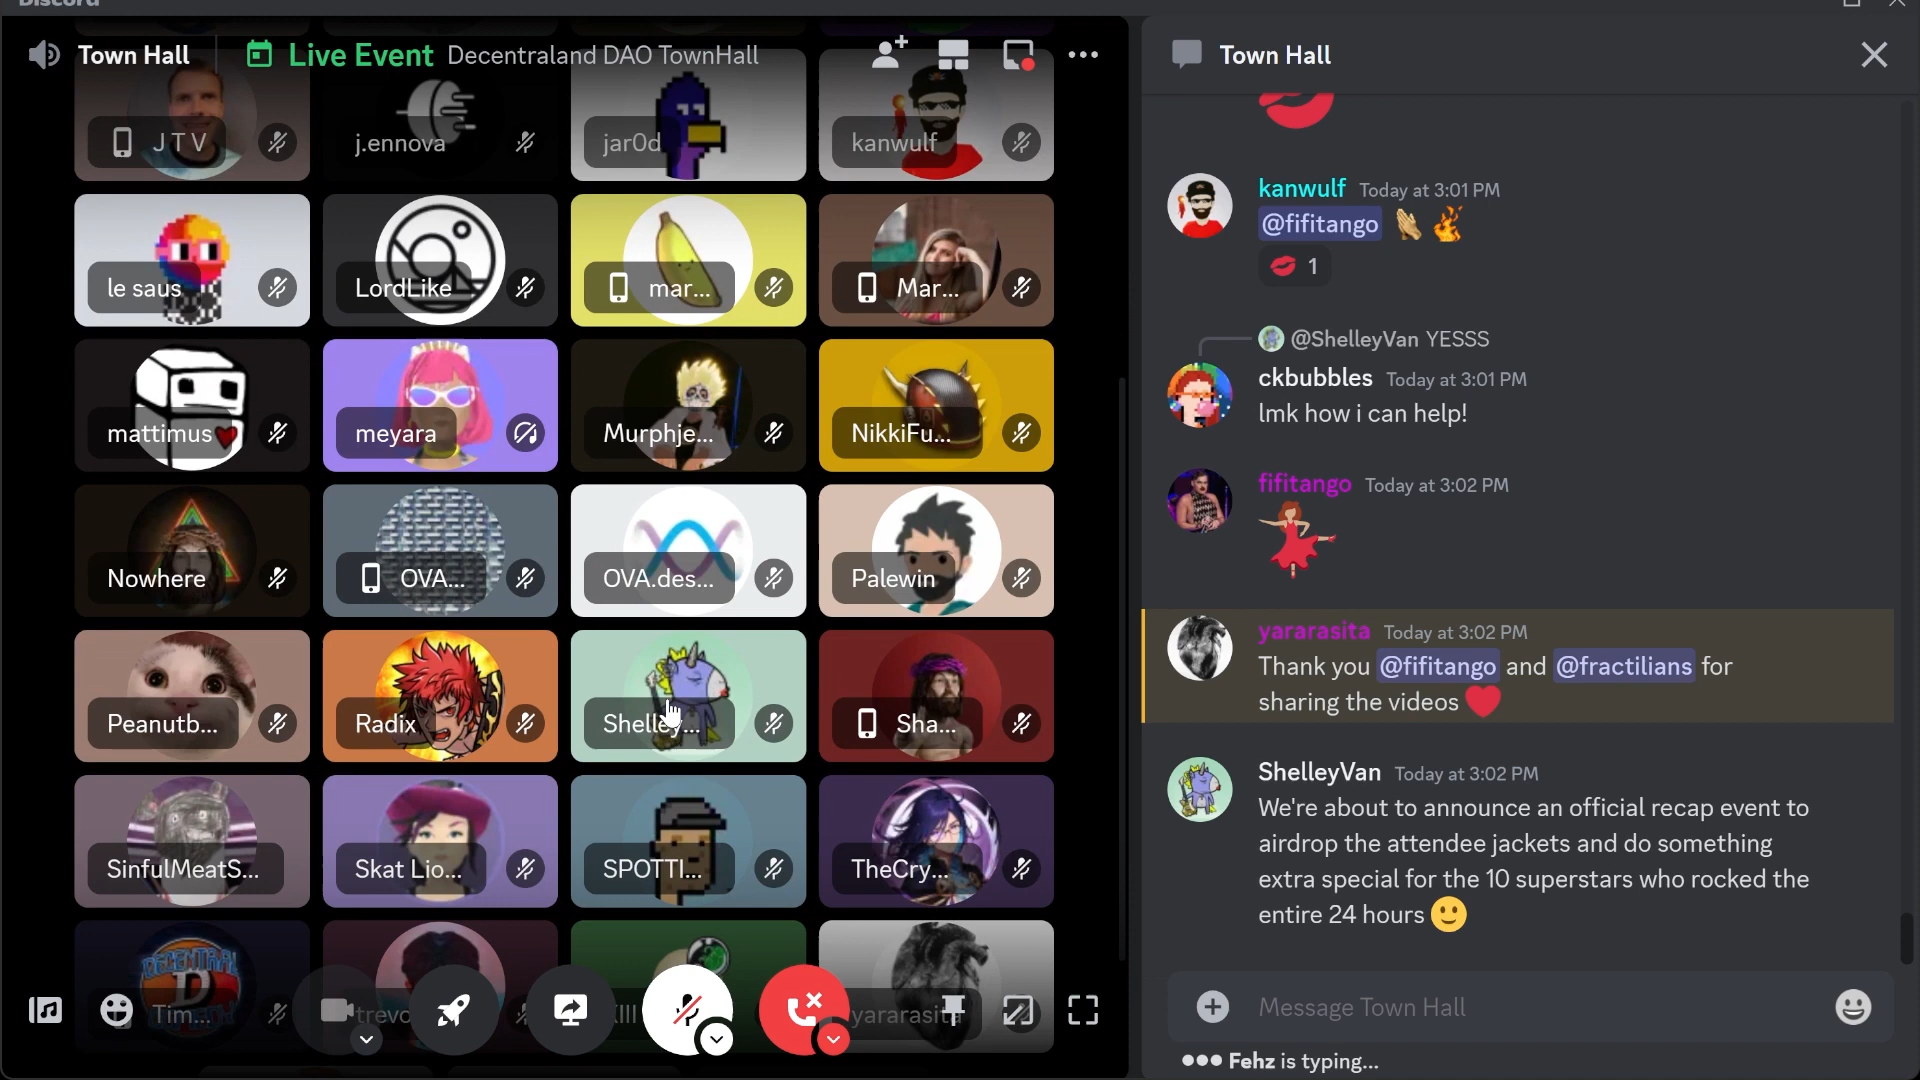 Discord
Town Hall
Live Event Decentraland DAO TownHall
J T V
j.ennova
jar0d
kanwulf
le saus
LordLike
mar...
Mar...
mattimus
meyara
Murphje...
NikkiFu...
Nowhere
OVA...
OVA.des...
Palewin
Peanutb...
Radix
Shelley...
Sha...
SinfulMeatS...
Skat Lio...
SPOTTI...
TheCry...
DECENTRAL
D
Tim...
yararasita
Town Hall
kanwulf Today at 3:01 PM
@fifitango
1
@ShelleyVan YESSS
ckbubbles Today at 3:01 PM
lmk how i can help!
fifitango Today at 3:02 PM
yararasita Today at 3:02 PM
Thank you @fifitango and @fractilians for
sharing the videos
ShelleyVan Today at 3:02 PM
We're about to announce an official recap event to
airdrop the attendee jackets and do something
extra special for the 10 superstars who rocked the
entire 24 hours
Message Town Hall
Fehz is typing...